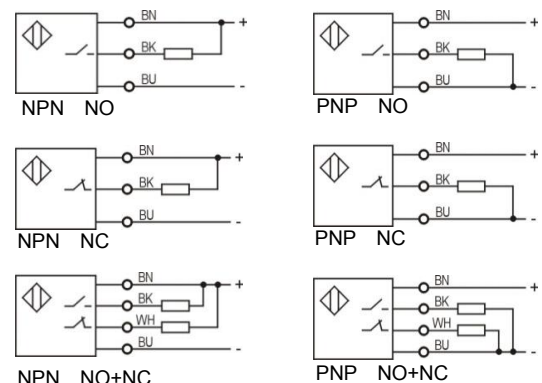 BN
+
BK
BU
-
NPN NO
BN
+
BK
BU
-
PNP NO
BN
+
BK
BU
-
NPN NC
BN
+
BK
BU
-
PNP NC
BN
+
BK
WH
BU
-
NPN NO+NC
BN
+
BK
WH
BU
-
PNP NO+NC